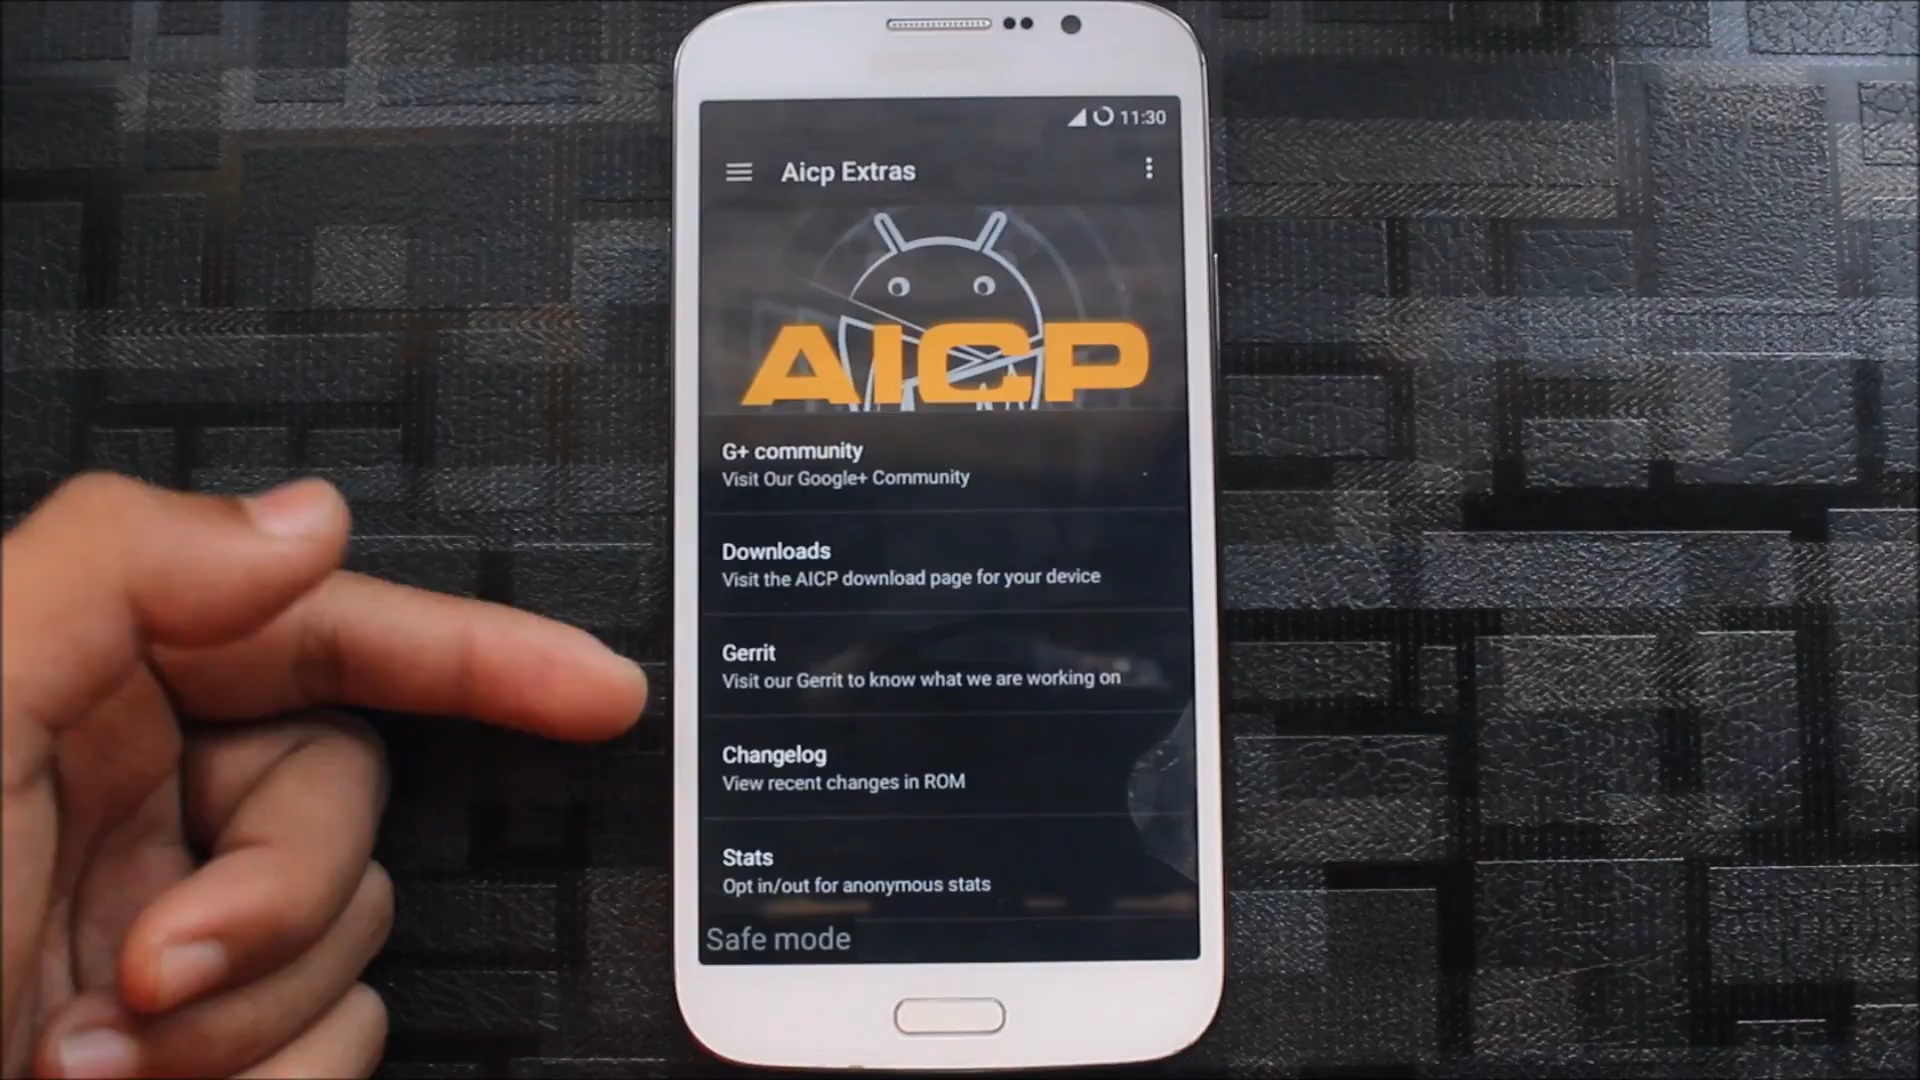 11:30
Aicp Extras
AICP
G+ community
Visit Our Google+ Community
Downloads
Visit the AICP download page for your device
Gerrit
Visit our Gerrit to know what we are working on
Changelog
View recent changes in ROM
Stats
Opt in/out for anonymous stats
Safe mode